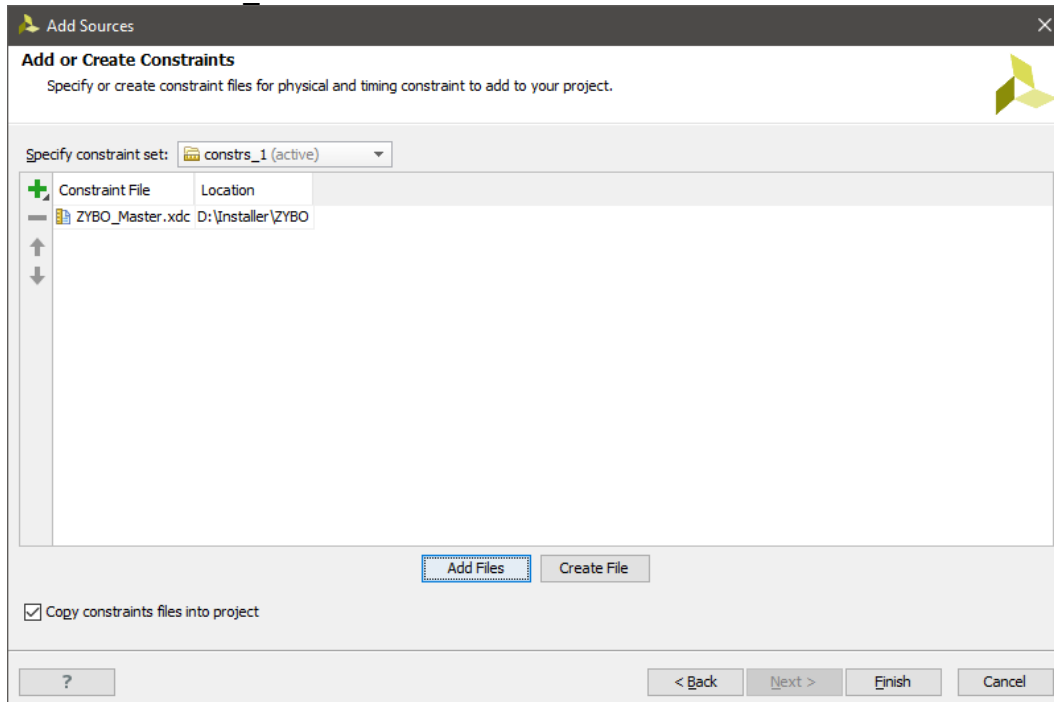 Add Sources
Add or Create Constraints
Specify or create constraint files for physical and timing constraint to add to your project.
Specify constraint set: constrs_1 (active)
Constraint File Location
ZYBO_Master.xdc D:\Installer\ZYBO
Add Files Create File
Copy constraints files into project
? < Back Next > Finish Cancel